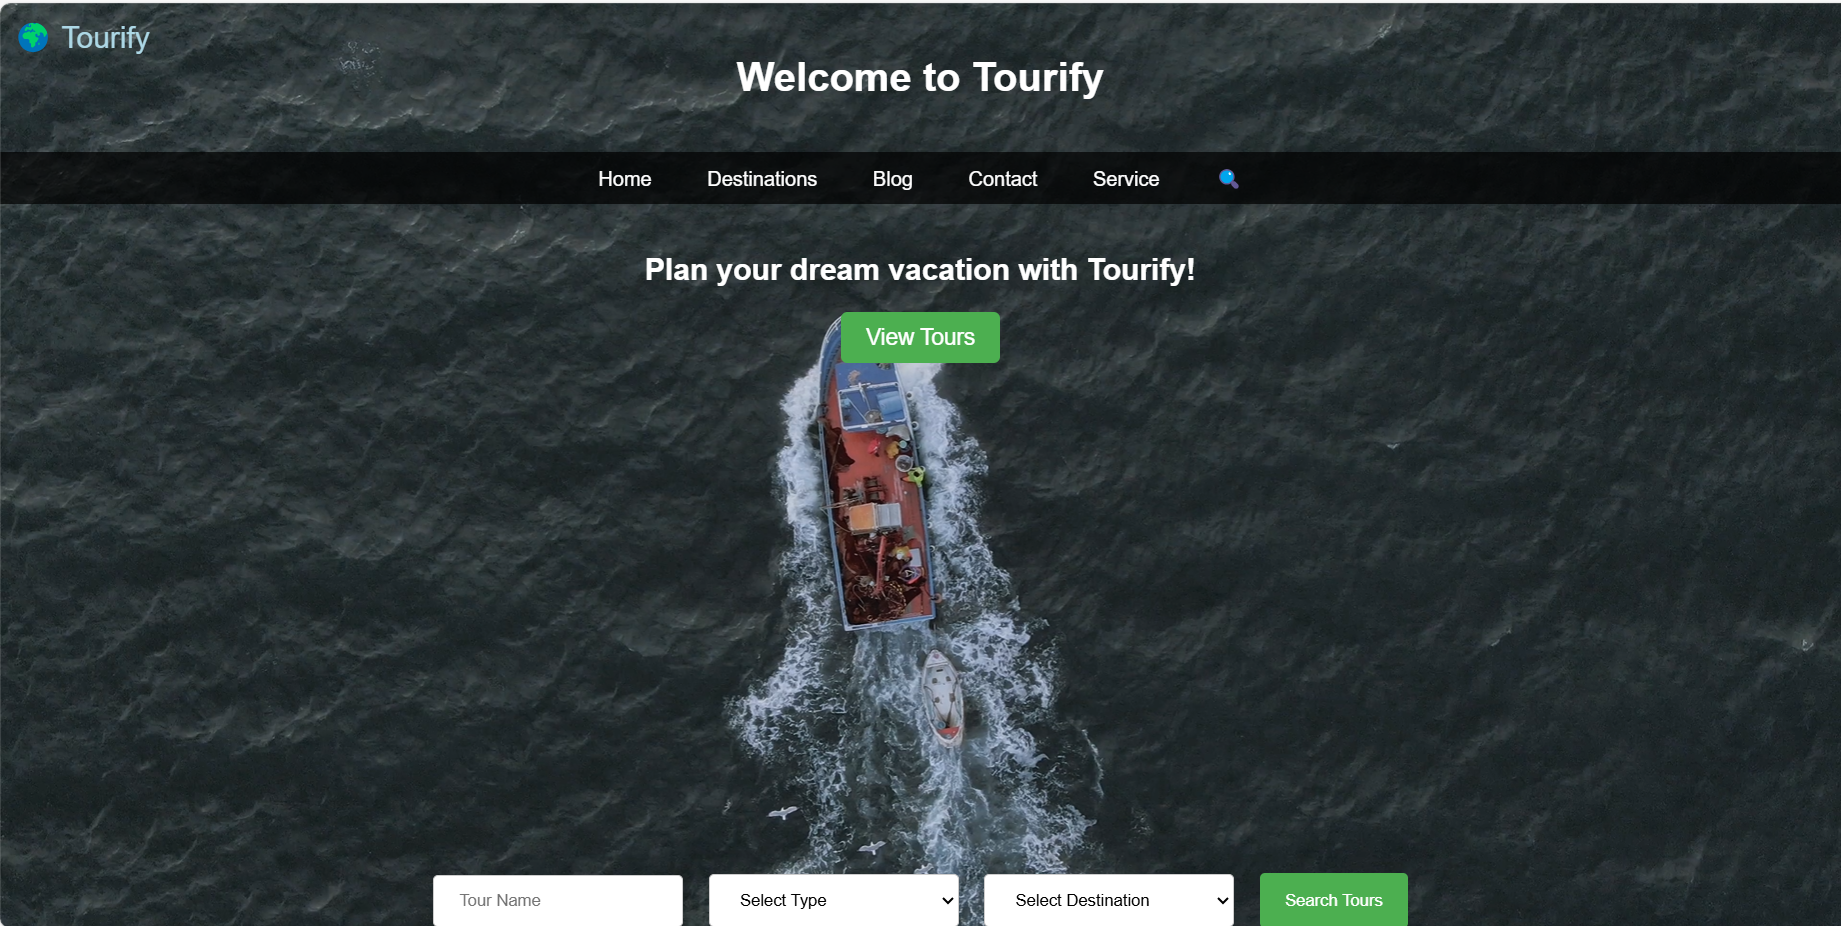 Tourify
Welcome to Tourify
Home Destinations Blog Contact Service
Plan your dream vacation with Tourify!
View Tours
Tour Name Select Type Select Destination Search Tours